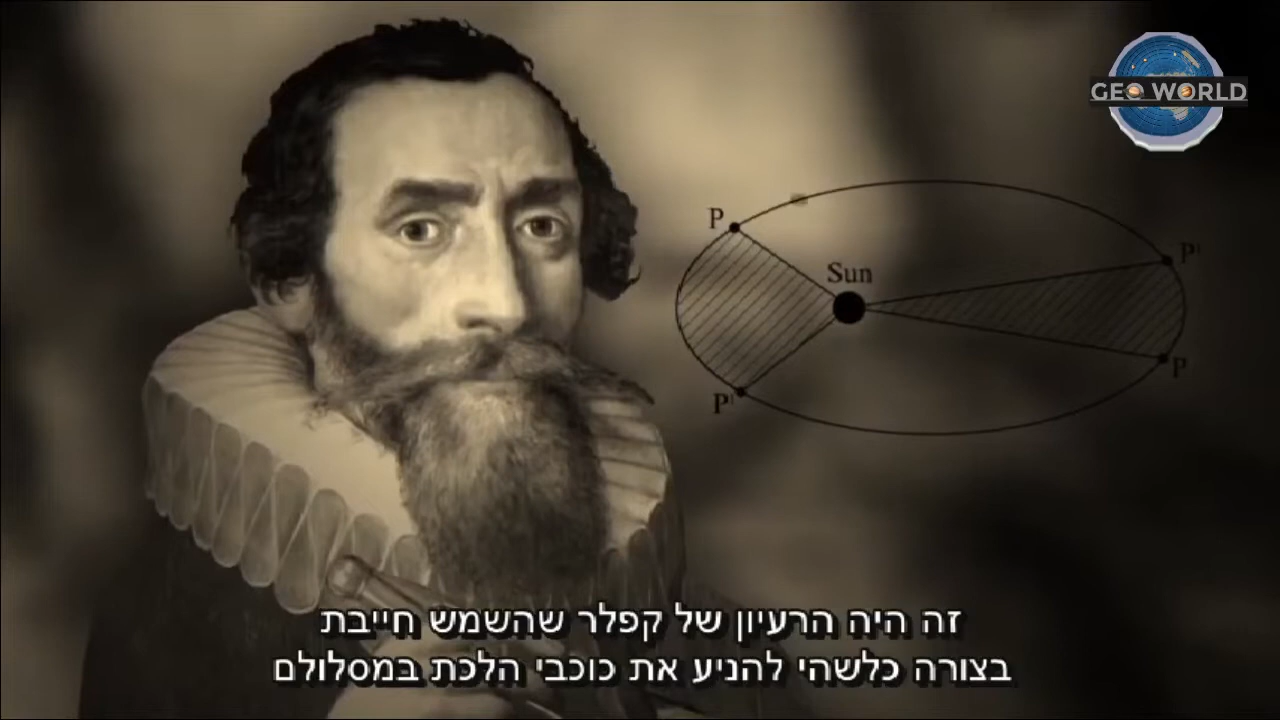 GEO WORLD
P
Sun
P'
P
P'
זה היה הרעיון של קפלר שהשמש חייבת
בצורה כלשהי להניע את כוכבי הלכת במסלולם